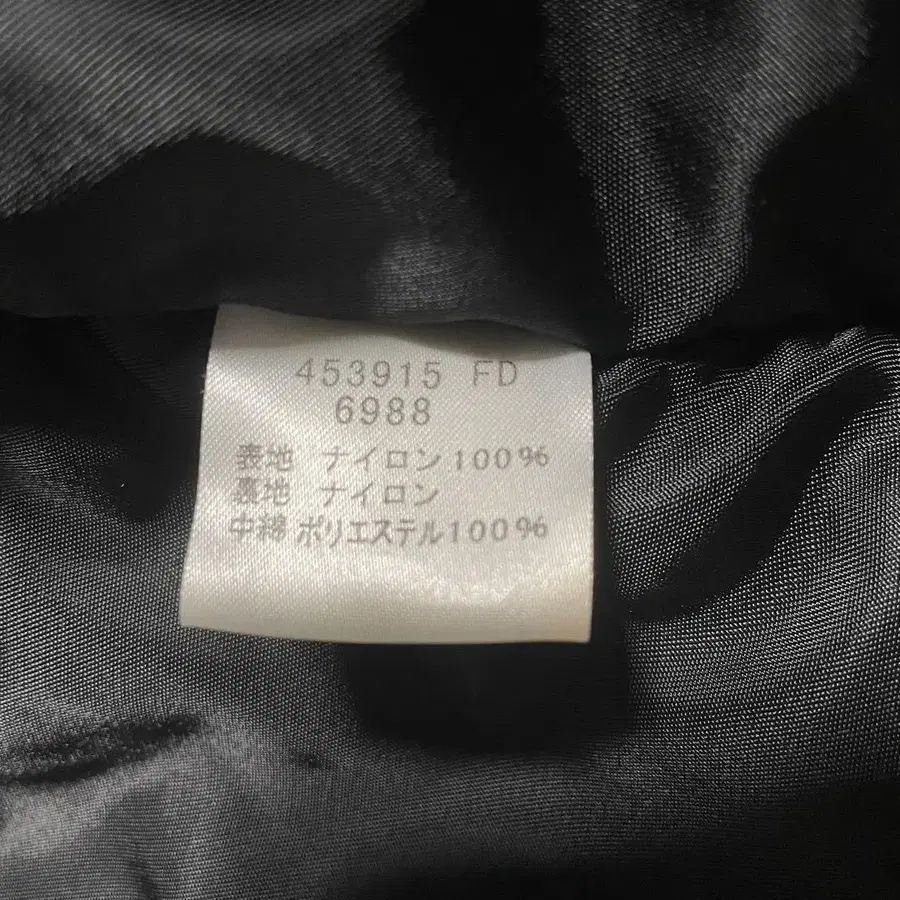 453915 FD
6988
表地 ナイロン100%
裏地 ナイロン
中綿 ポリエステル100%